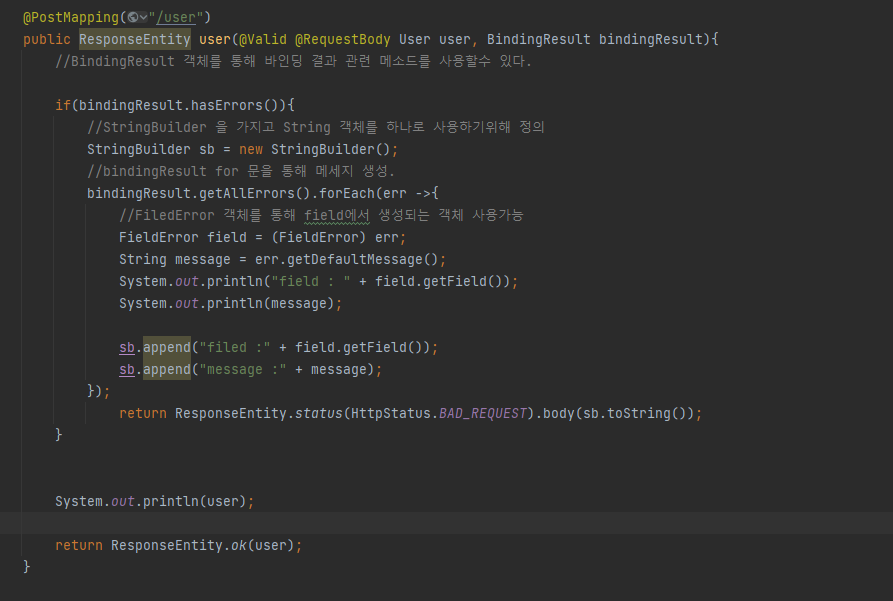 @PostMapping("/user")
public ResponseEntity user(@Valid @RequestBody User user, BindingResult bindingResult){
//BindingResult 객체를 통해 바인딩 결과 관련 메소드를 사용할수 있다.
if(bindingResult.hasErrors()){
//StringBuilder 을 가지고 String 객체를 하나로 사용하기위해 정의
StringBuilder sb = new StringBuilder();
//bindingResult for 문을 통해 메세지 생성.
bindingResult.getAllErrors().forEach(err ->{
//FiledError 객체를 통해 field에서 생성되는 객체 사용가능
FieldError field = (FieldError) err;
String message = err.getDefaultMessage();
System.out.println("field : " + field.getField());
System.out.println(message);
sb.append("filed :" + field.getField());
sb.append("message :" + message);
});
return ResponseEntity.status(HttpStatus.BAD_REQUEST).body(sb.toString());
}
System.out.println(user);
return ResponseEntity.ok(user);
}